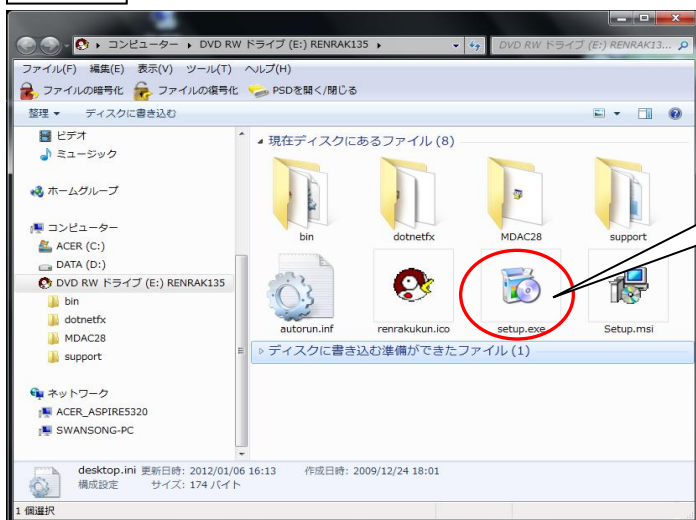 コンピューター ▸ DVD RW ドライブ (E:) RENRAK135 ▸
DVD RW ドライブ (E:) RENRAK13...
ファイル(F) 編集(E) 表示(V) ツール(T) ヘルプ(H)
ファイルの暗号化 ファイルの復号化 PSDを開く/閉じる
整理 ディスクに書き込む
ビデオ
ミュージック
ホームグループ
コンピューター
ACER (C:)
DATA (D:)
DVD RW ドライブ (E:) RENRAK135
bin
dotnetfx
MDAC28
support
ネットワーク
ACER_ASPIRE5320
SWANSONG-PC
現在ディスクにあるファイル (8)
bin dotnetfx MDAC28 support
autorun.inf renrakukun.ico setup.exe Setup.msi
ディスクに書き込む準備ができたファイル (1)
desktop.ini 更新日時: 2012/01/06 16:13 作成日時: 2009/12/24 18:01
構成設定 サイズ: 174 バイト
1 個選択